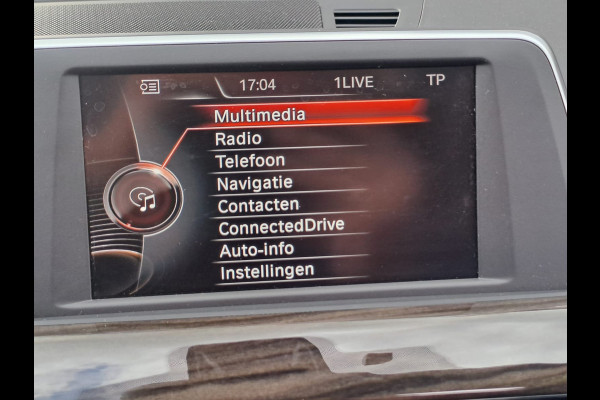 17:04 1LIVE TP
Multimedia
Radio
Telefoon
Navigatie
Contacten
ConnectedDrive
Auto-info
Instellingen